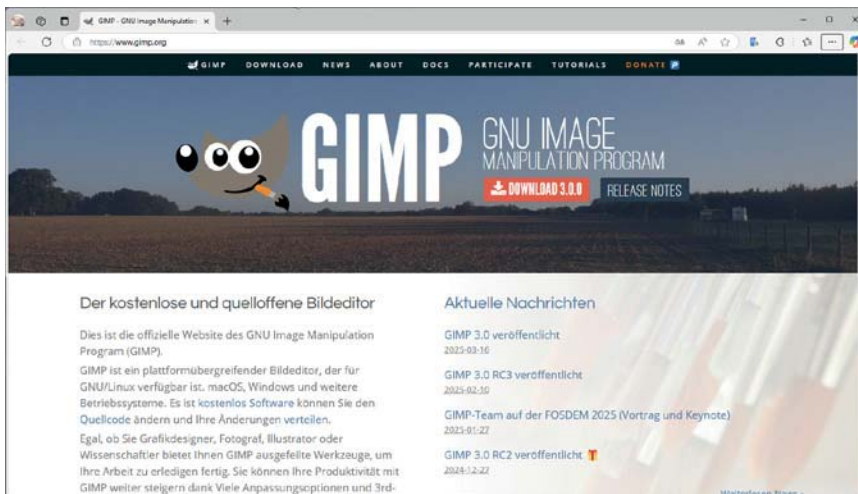 GIMP - GNU Image Manipulation
https://www.gimp.org
GIMP DOWNLOAD NEWS ABOUT DOCS PARTICIPATE TUTORIALS DONATE
GIMP
GNU IMAGE
MANIPULATION PROGRAM
DOWNLOAD 3.0.0 RELEASE NOTES
Der kostenlose und quelloffene Bildeditor
Dies ist die offizielle Website des GNU Image Manipulation
Program (GIMP).
GIMP ist ein plattformübergreifender Bildeditor, der für
GNU/Linux verfügbar ist. macOS, Windows und weitere
Betriebssysteme. Es ist kostenlos Software können Sie den
Quellcode ändern und Ihre Änderungen verteilen.
Egal, ob Sie Grafikdesigner, Fotograf, Illustrator oder
Wissenschaftler bietet Ihnen GIMP ausgefeilte Werkzeuge, um
Ihre Arbeit zu erledigen fertig. Sie können Ihre Produktivität mit
GIMP weiter steigern dank Viele Anpassungsoptionen und 3rd-
Aktuelle Nachrichten
GIMP 3.0 veröffentlicht
2025-03-16
GIMP 3.0 RC3 veröffentlicht
2025-02-10
GIMP-Team auf der FOSDEM 2025 (Vortrag und Keynote)
2025-01-27
GIMP 3.0 RC2 veröffentlicht
2024-12-27